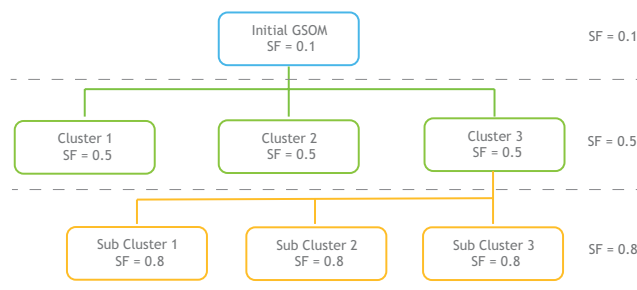 Initial GSOM
SF = 0.1
SF = 0.1
Cluster 1
SF = 0.5
Cluster 2
SF = 0.5
Cluster 3
SF = 0.5
SF = 0.5
Sub Cluster 1
SF = 0.8
Sub Cluster 2
SF = 0.8
Sub Cluster 3
SF = 0.8
SF = 0.8